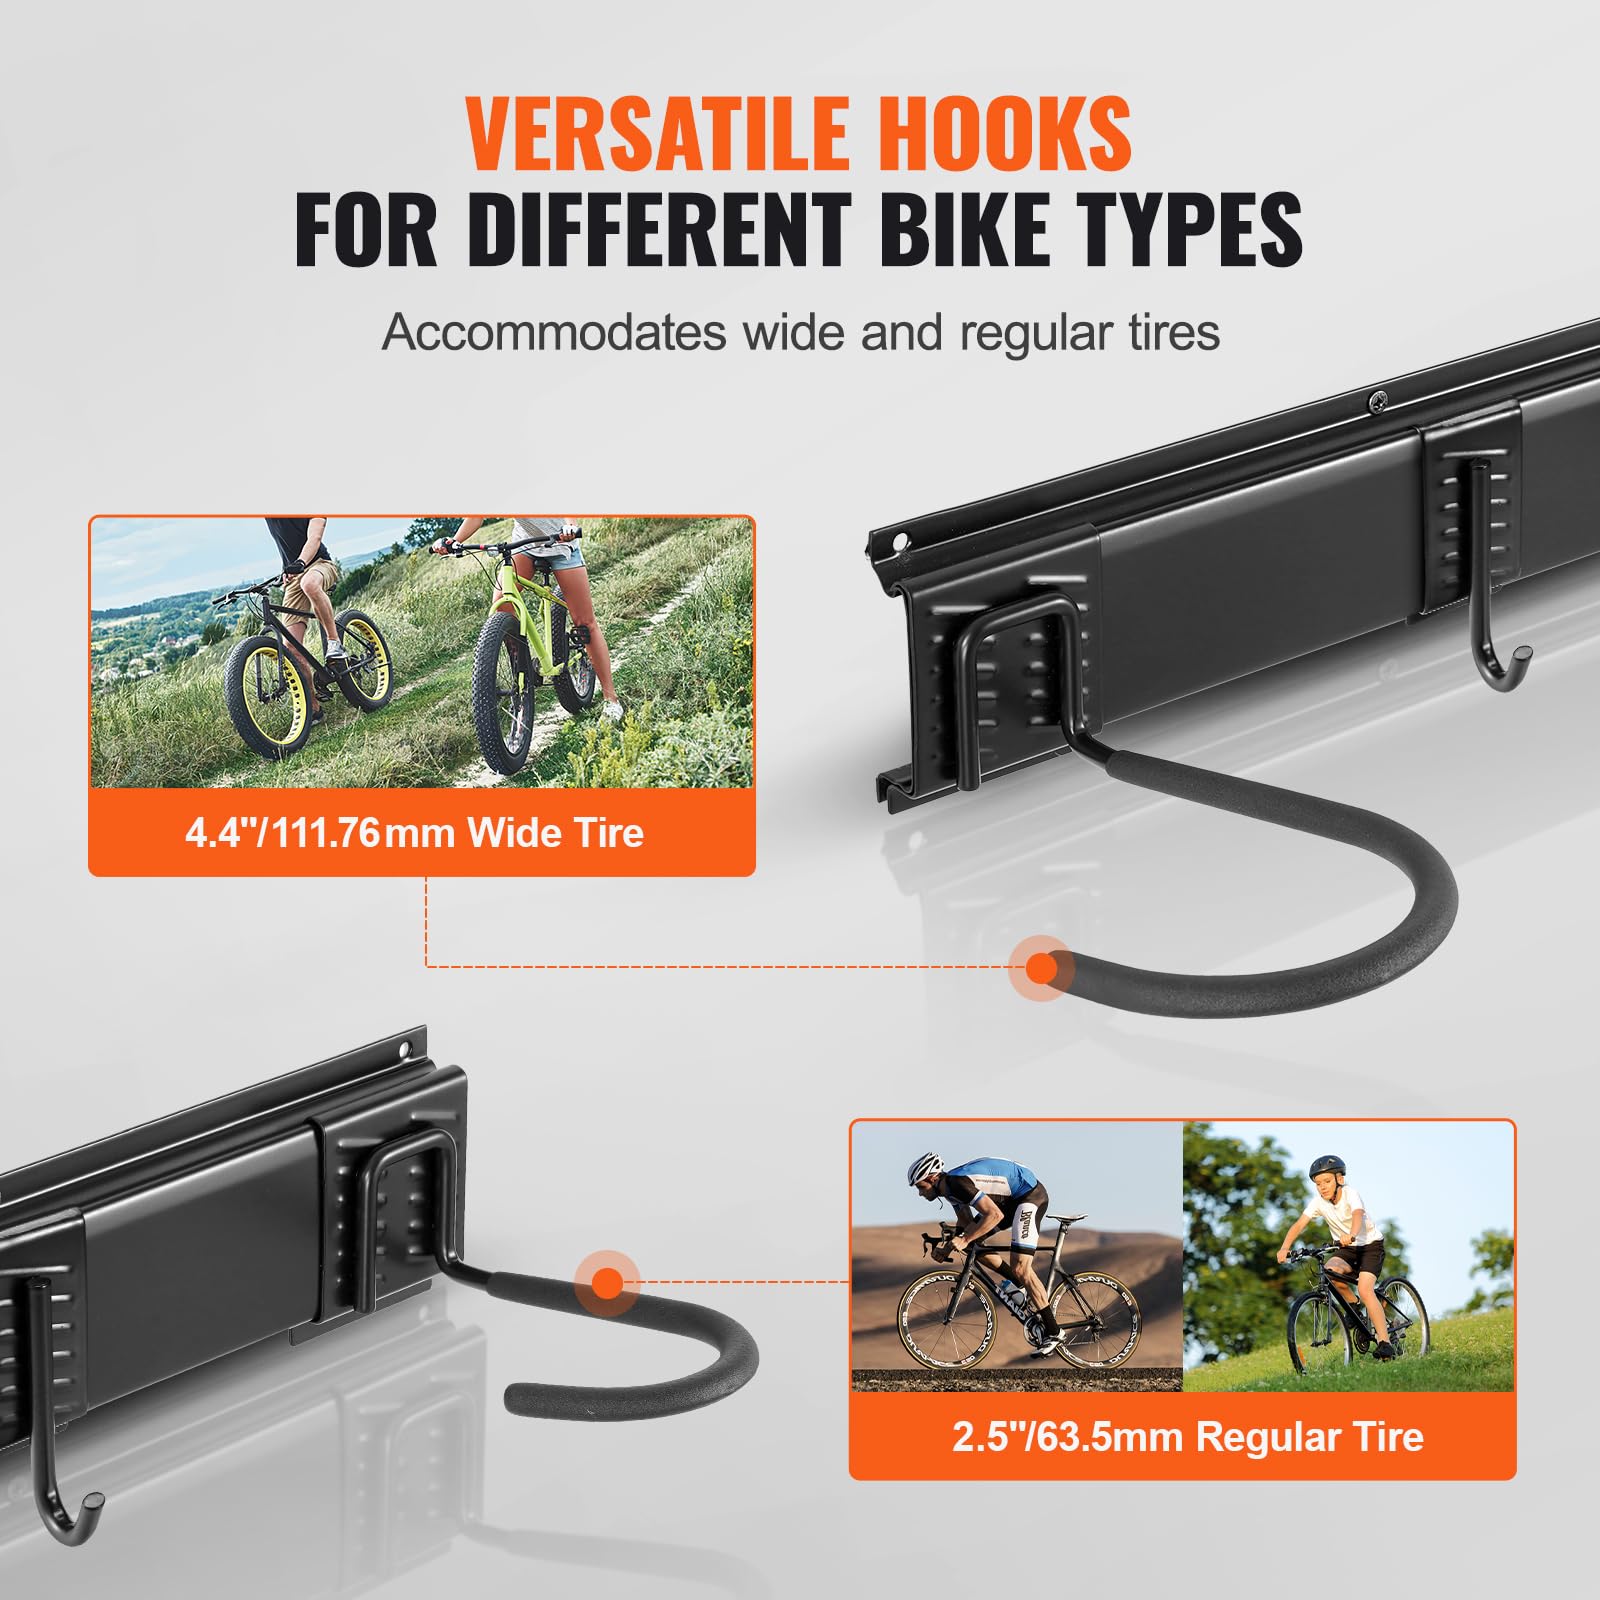 VERSATILE HOOKS
FOR DIFFERENT BIKE TYPES
Accommodates wide and regular tires
4.4"/111.76mm Wide Tire
2.5"/63.5mm Regular Tire